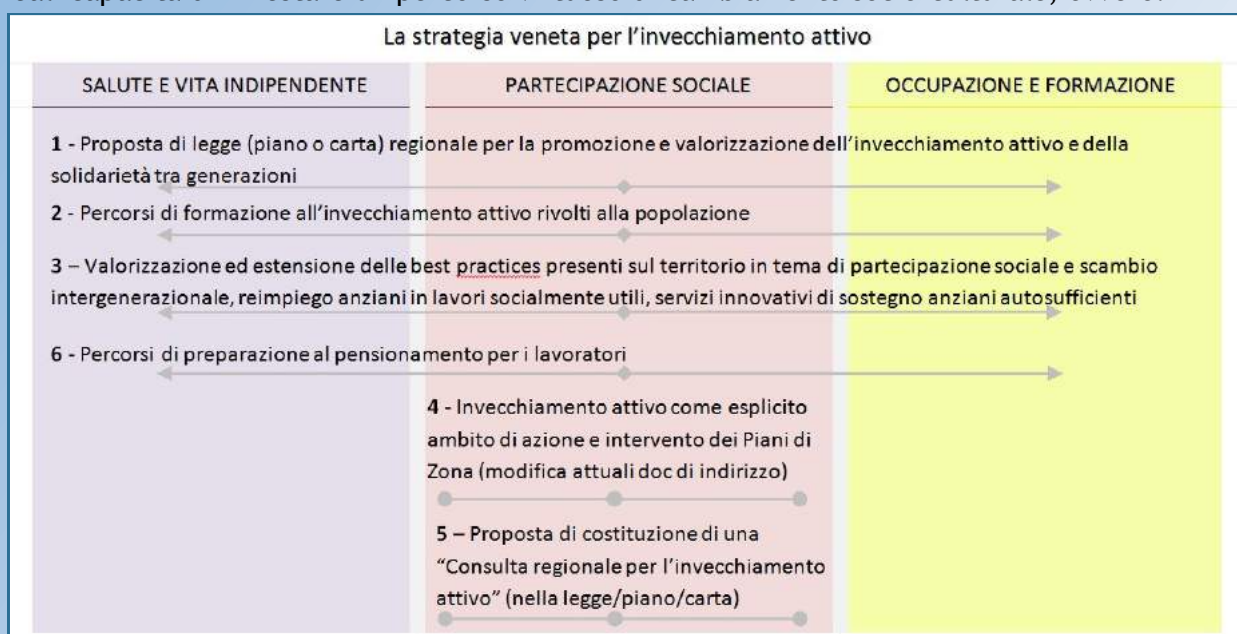 La strategia veneta per l'invecchiamento attivo
SALUTE E VITA INDIPENDENTE
PARTECIPAZIONE SOCIALE
OCCUPAZIONE E FORMAZIONE
1 - Proposta di legge (piano o carta) regionale per la promozione e valorizzazione dell'invecchiamento attivo e della
solidarietà tra generazioni
2 - Percorsi di formazione all'invecchiamento attivo rivolti alla popolazione
3 – Valorizzazione ed estensione delle best practices presenti sul territorio in tema di partecipazione sociale e scambio
intergenerazionale, reimpiego anziani in lavori socialmente utili, servizi innovativi di sostegno anziani autosufficienti
6 - Percorsi di preparazione al pensionamento per i lavoratori
4 - Invecchiamento attivo come esplicito
ambito di azione e intervento dei Piani di
Zona (modifica attuali doc di indirizzo)
5 – Proposta di costituzione di una
"Consulta regionale per l'invecchiamento
attivo" (nella legge/piano/carta)